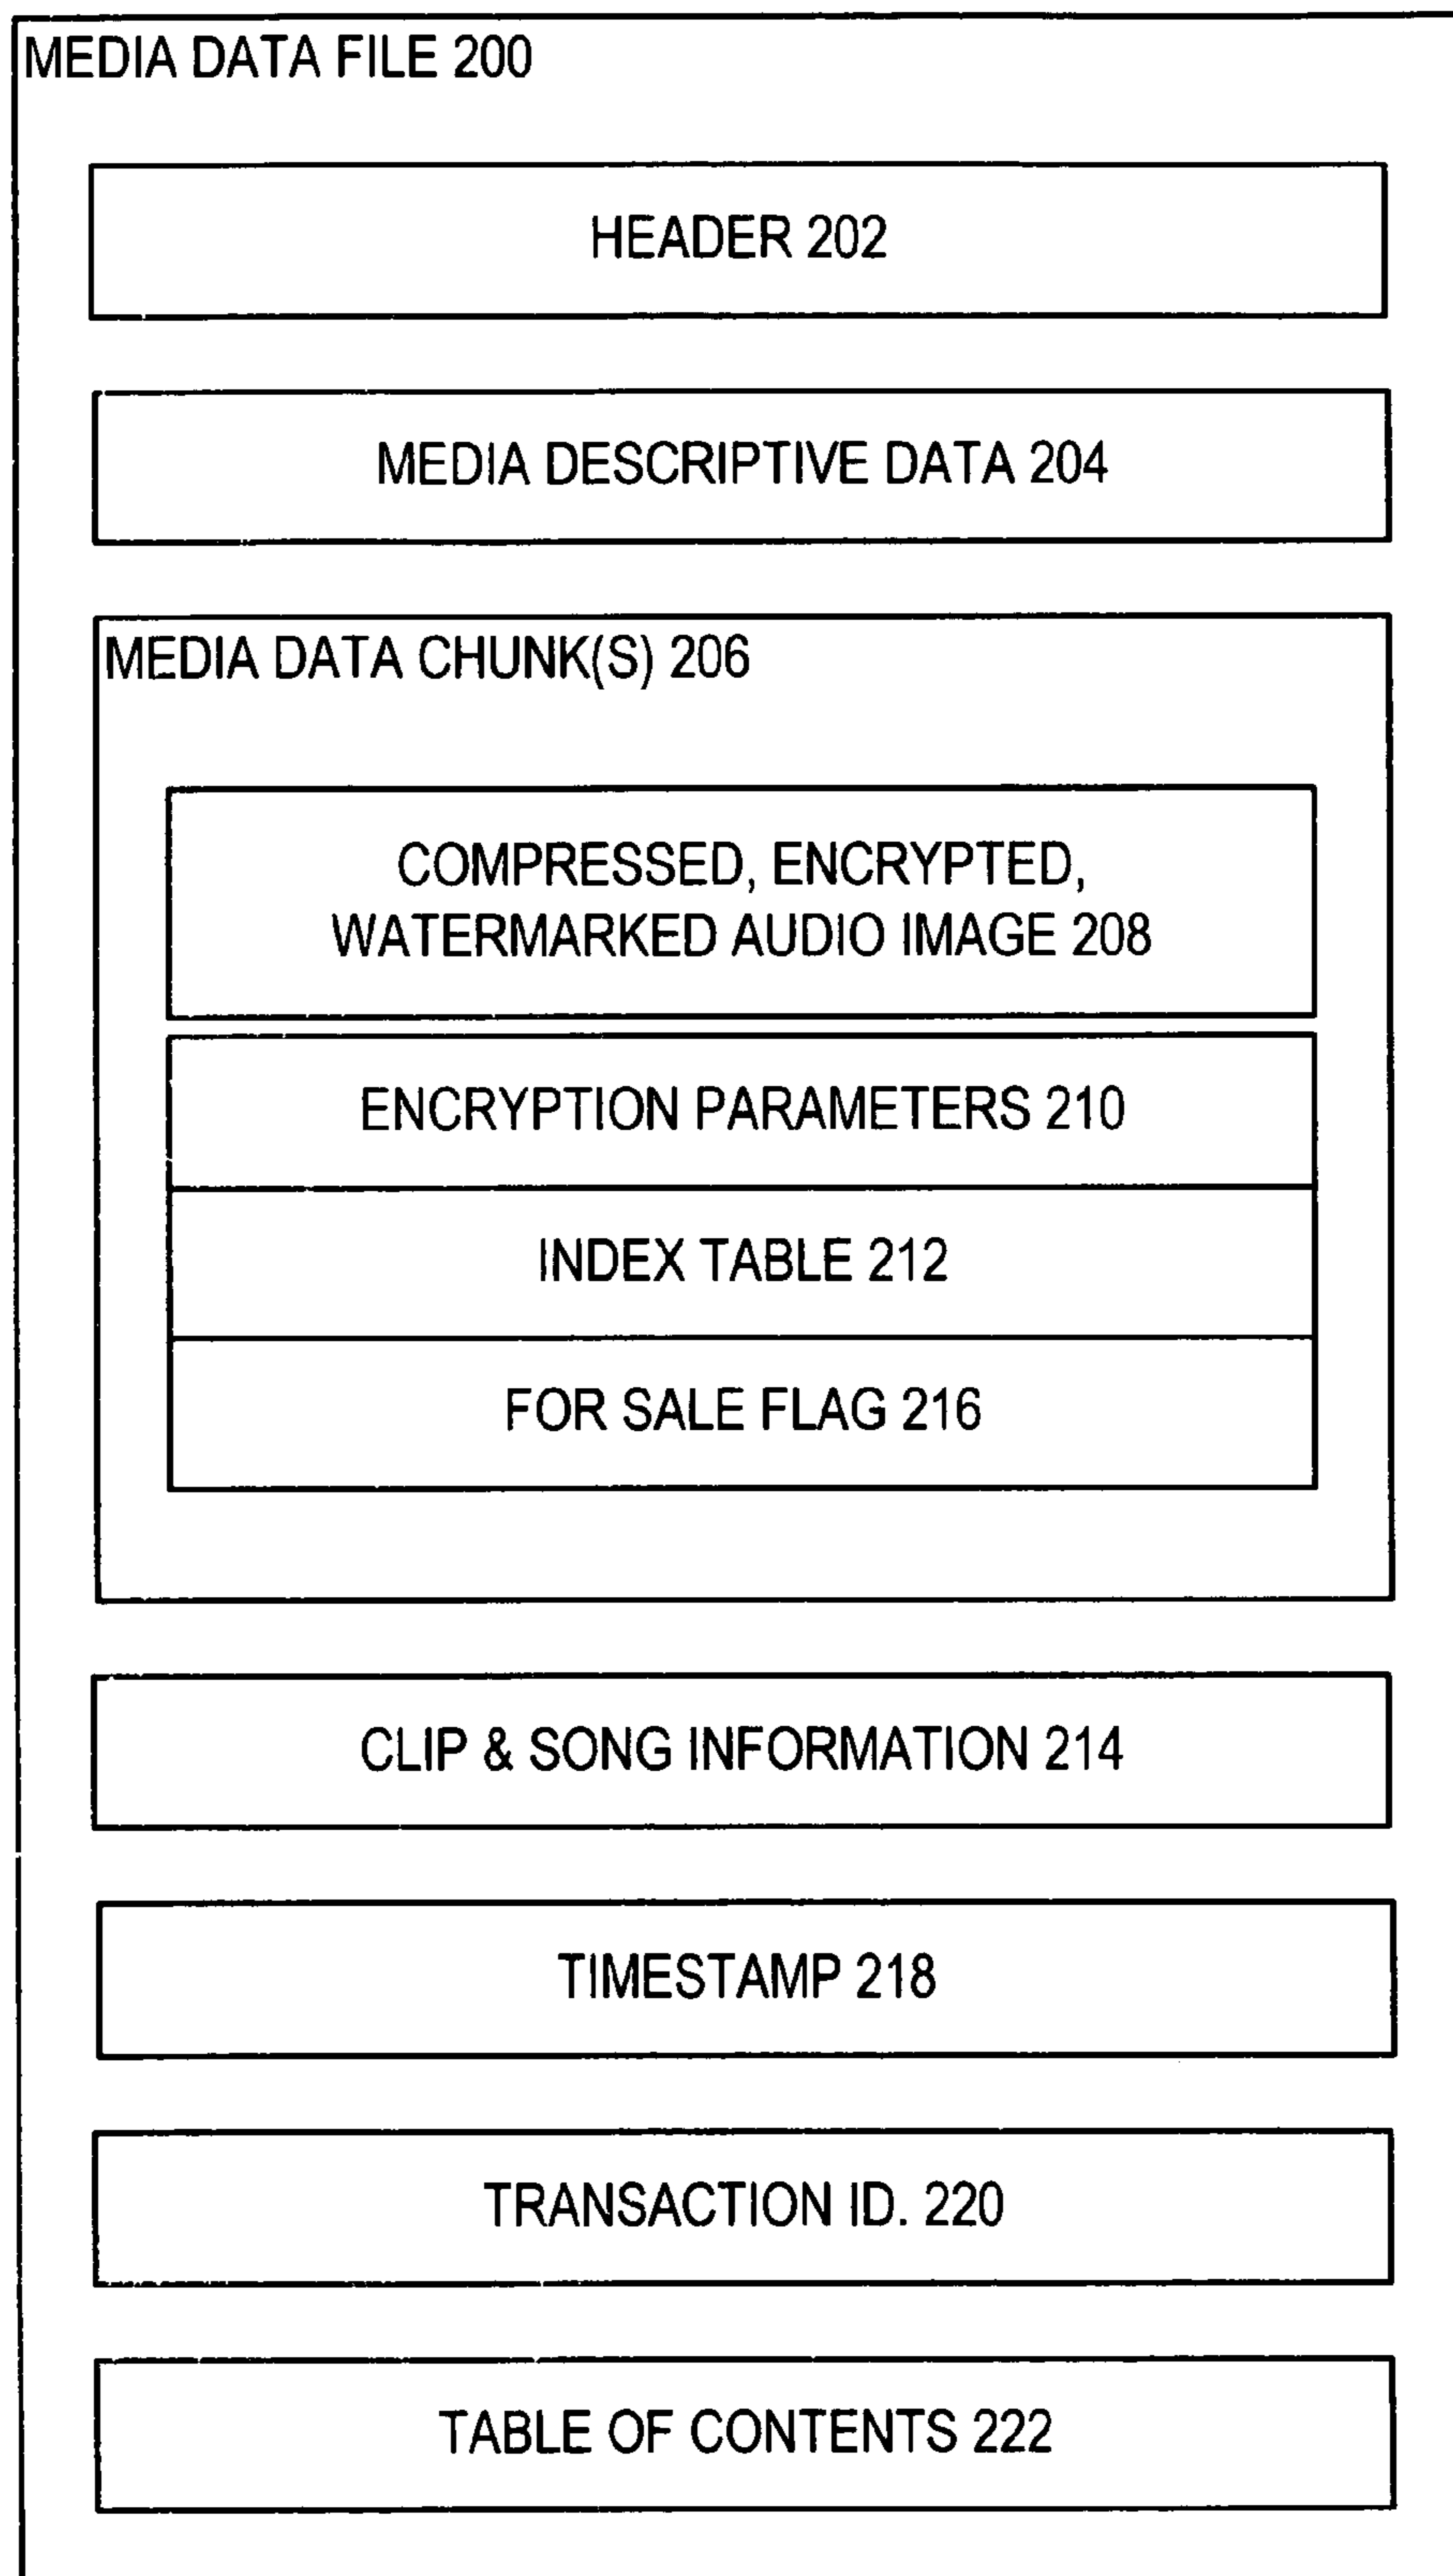 MEDIA DATA FILE 200
HEADER 202
MEDIA DESCRIPTIVE DATA 204
MEDIA DATA CHUNK(S) 206
COMPRESSED, ENCRYPTED,
WATERMARKED AUDIO IMAGE 208
ENCRYPTION PARAMETERS 210
INDEX TABLE 212
FOR SALE FLAG 216
CLIP & SONG INFORMATION 214
TIMESTAMP 218
TRANSACTION ID. 220
TABLE OF CONTENTS 222